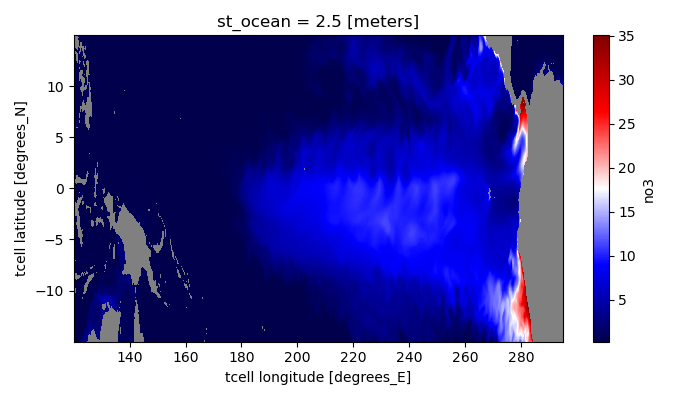 st_ocean = 2.5 [meters]
tcell latitude [degrees_N]
10
5
0
−5
−10
140 160 180 200 220 240 260 280
tcell longitude [degrees_E]
35
30
25
20
15
10
5
no3